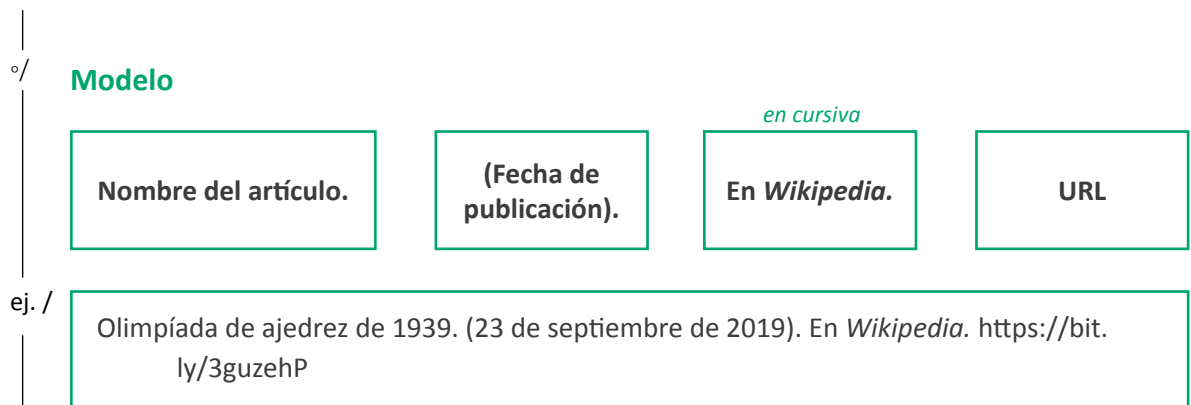 °/
Modelo
en cursiva
Nombre del artículo.
(Fecha de
publicación).
En Wikipedia.
URL
ej. /
Olimpíada de ajedrez de 1939. (23 de septiembre de 2019). En Wikipedia. https://bit.
ly/3guzehP